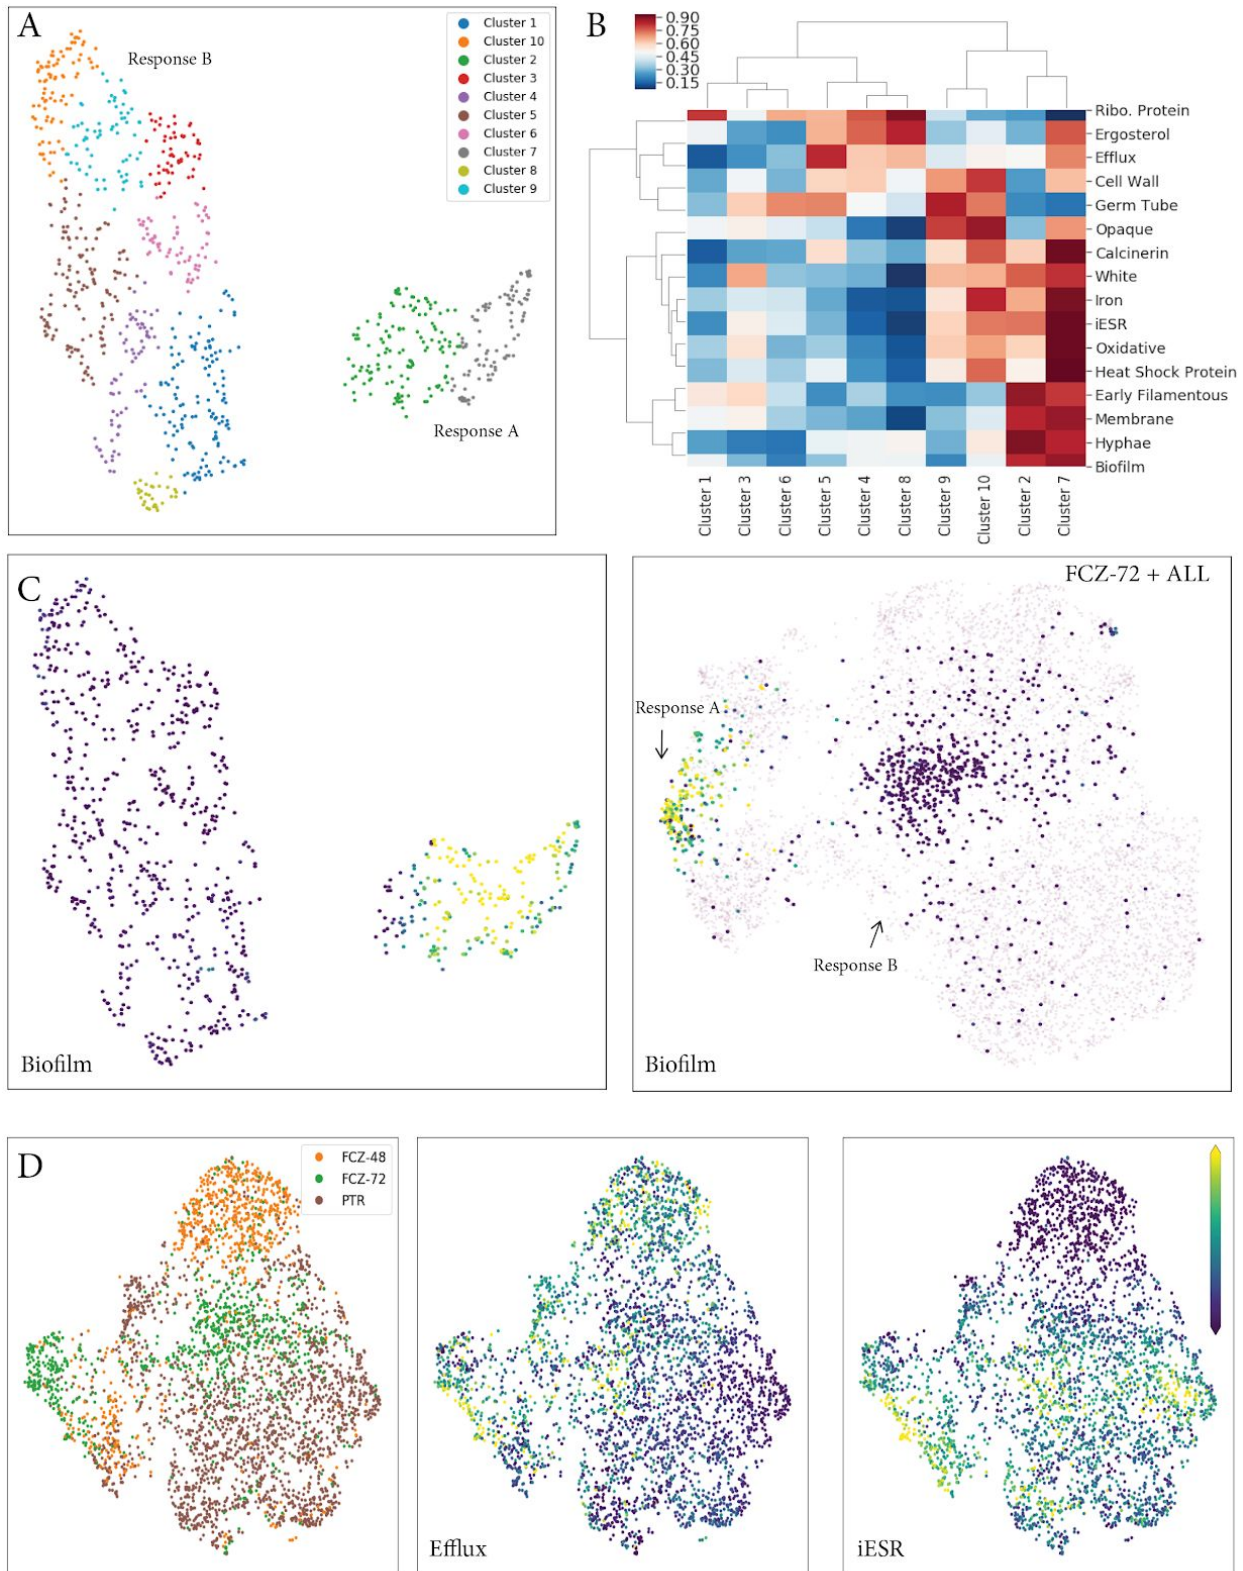 A
Response B
Cluster 1
Cluster 10
Cluster 2
Cluster 3
Cluster 4
Cluster 5
Cluster 6
Cluster 7
Cluster 8
Cluster 9
Response A
B
0.90
0.75
0.60
0.45
0.30
0.15
Ribo. Protein
Ergosterol
Efflux
Cell Wall
Germ Tube
Opaque
Calcinerin
White
Iron
iESR
Oxidative
Heat Shock Protein
Early Filamentous
Membrane
Hyphae
Biofilm
Cluster 1
Cluster 3
Cluster 6
Cluster 5
Cluster 4
Cluster 8
Cluster 9
Cluster 10
Cluster 2
Cluster 7
C
Biofilm
FCZ-72 + ALL
Response A
Response B
Biofilm
D
FCZ-48
FCZ-72
PTR
Efflux
iESR